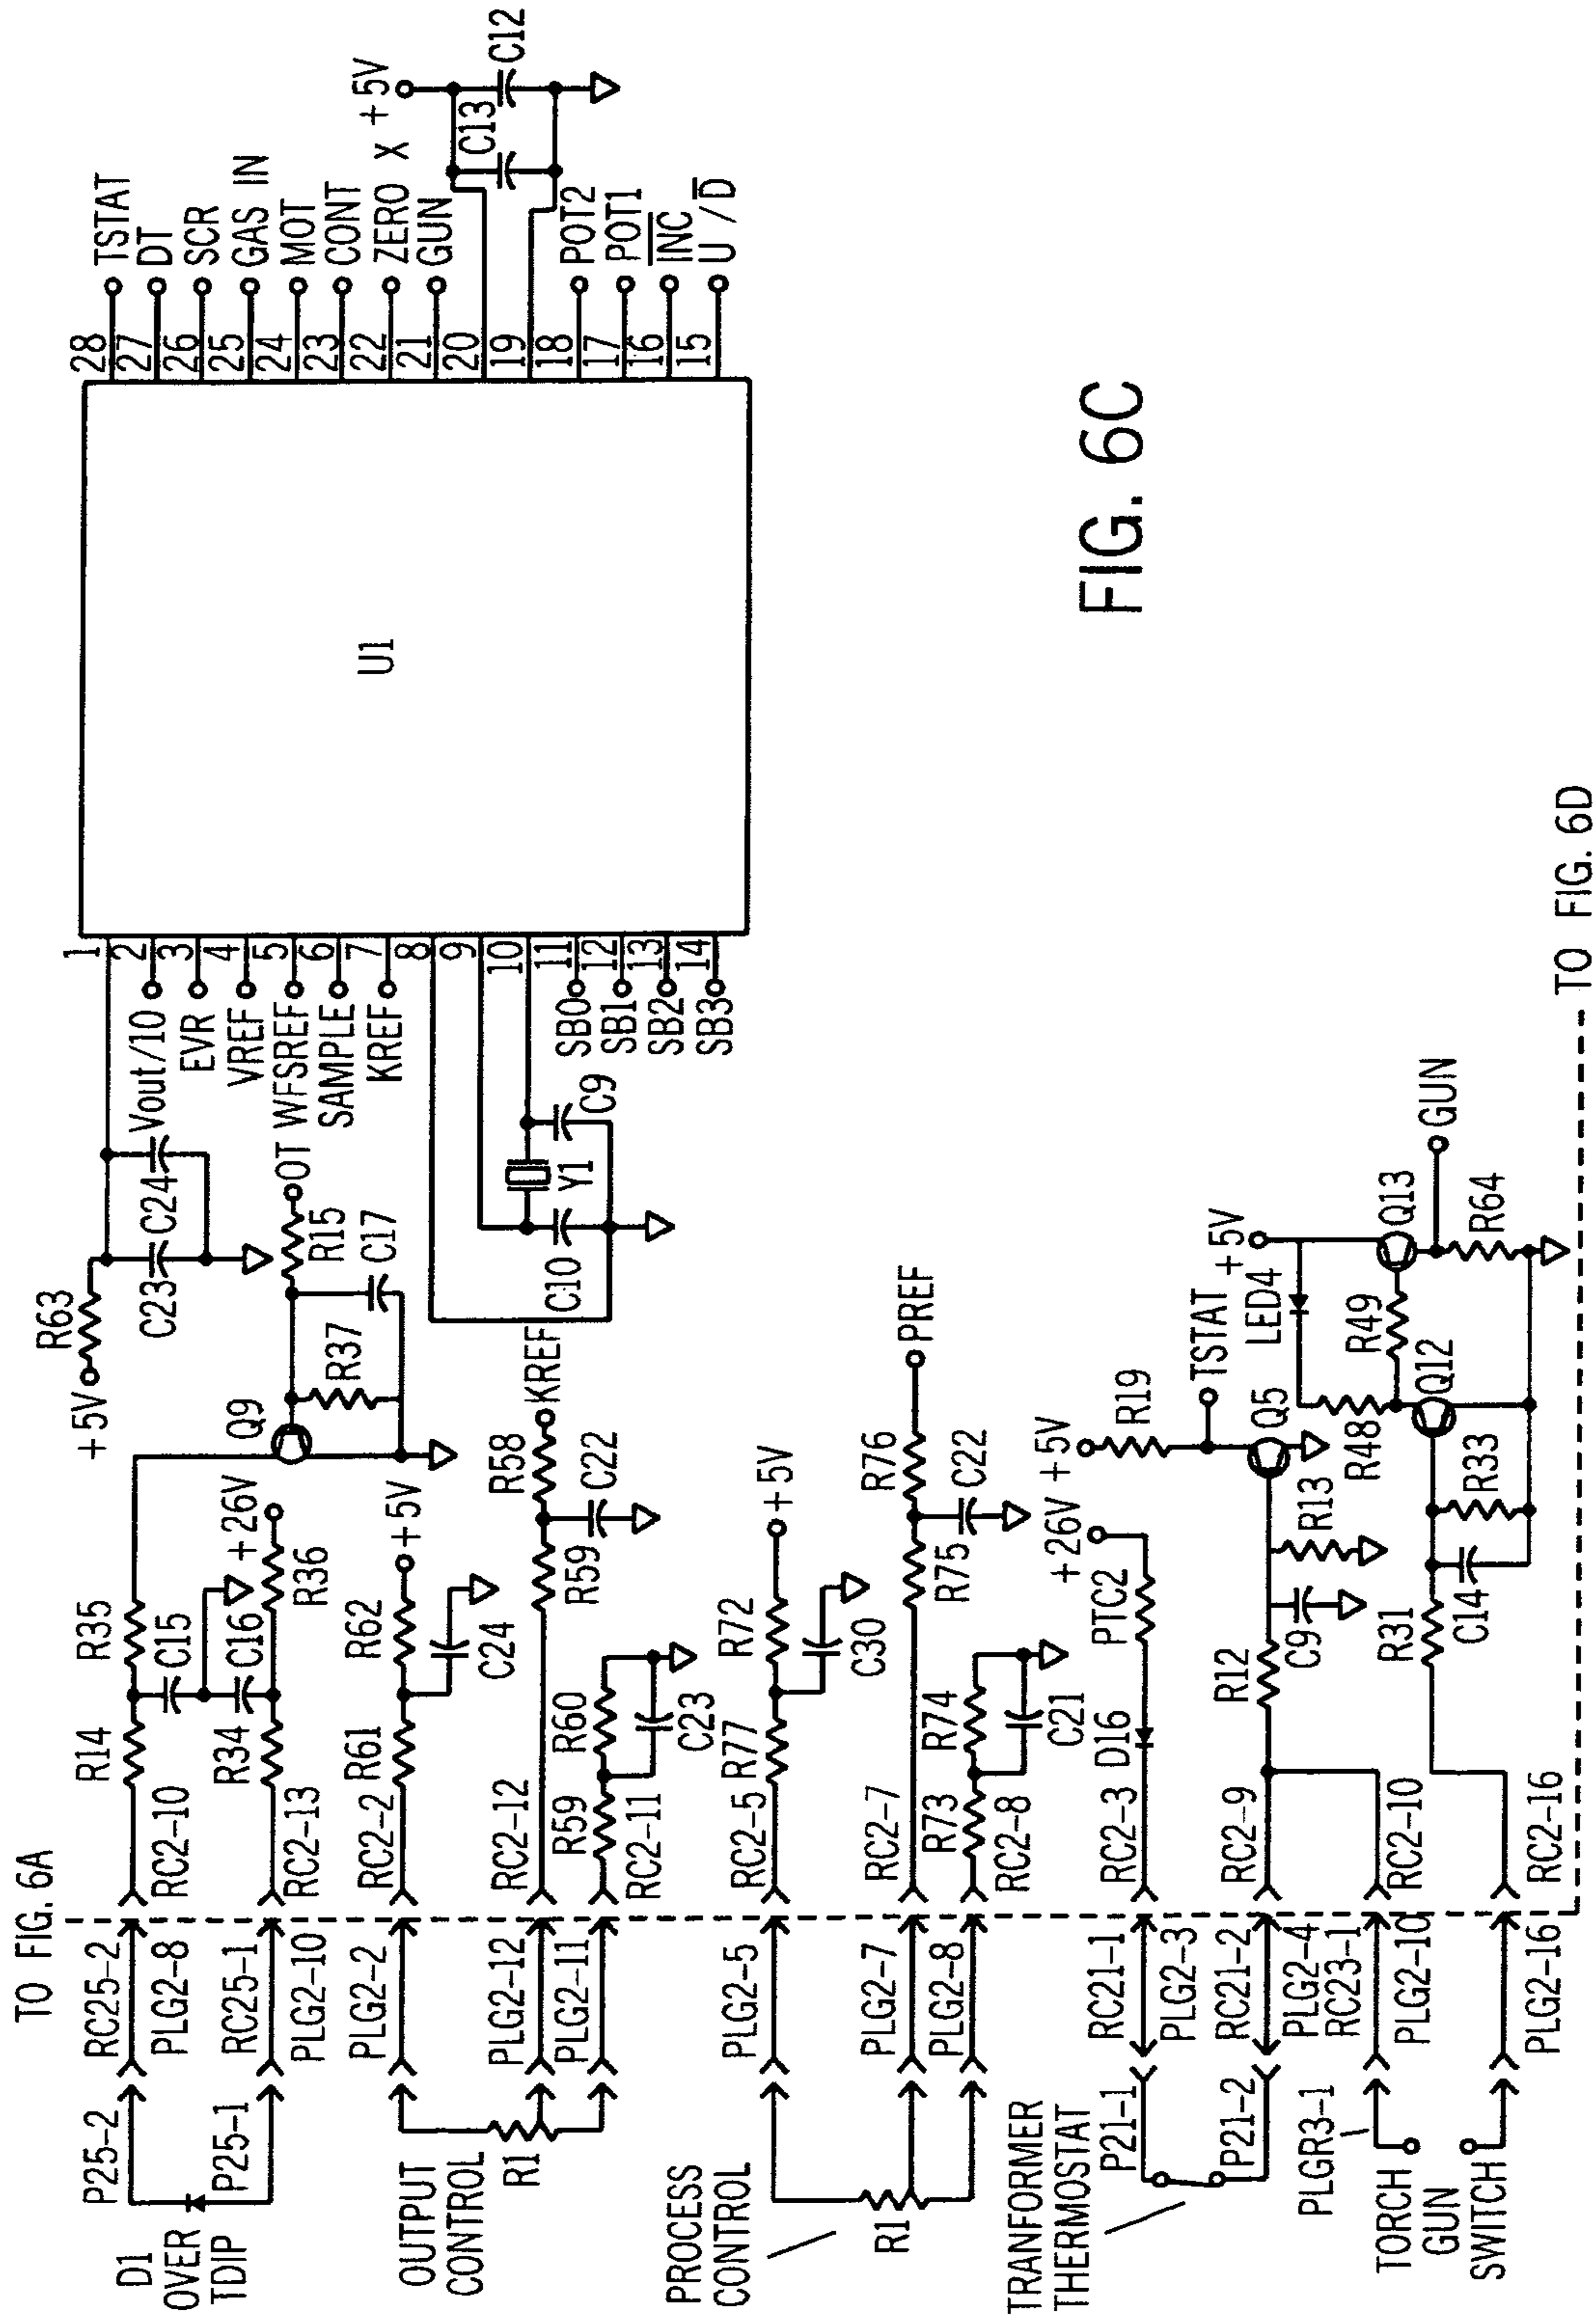 TO FIG. 6A
P25-2
RC25-2
PLG2-8
RC2-10
R14
R35
C15
D1
OVER
TDIP
P25-1
RC25-1
PLG2-10
RC2-13
R34
C16
+26V
R36
Q9
R37
R15
OT
C17
+5V
R63
C23
C24
OUTPUT
CONTROL
R1
PLG2-2
RC2-2
R61
R62
+5V
C24
PLG2-12
RC2-12
R59
R58
KREF
C22
PLG2-11
RC2-11
R59
R60
C23
PROCESS
CONTROL
R1
PLG2-5
RC2-5
R77
R72
+5V
C30
PLG2-7
RC2-7
R75
R76
PREF
C22
PLG2-8
RC2-8
R73
R74
C21
TRANFORMER
THERMOSTAT
P21-1
RC21-1
PLG2-3
RC2-3
D16
PTC2
+26V
P21-2
RC21-2
PLG2-4
RC2-9
R12
C9
R13
Q5
+5V
R19
TSTAT
PLGR3-1
RC23-1
PLG2-10
RC2-10
TORCH
GUN
SWITCH
PLG2-16
RC2-16
R31
C14
R33
Q12
R48
R49
LED4
+5V
Q13
GUN
R64
1
2
3
4
5
6
7
8
9
10
11
12
13
14
Vout/10
EVR
VREF
WFSREF
SAMPLE
KREF
C10
Y1
C9
SB0
SB1
SB2
SB3
U1
28
27
26
25
24
23
22
21
20
19
18
17
16
15
TSTAT
DT
SCR
GAS IN
MOT
CONT
ZERO X
GUN
+5V
C13
C12
POT2
POT1
INC
U/D
FIG. 6C
TO FIG. 6D